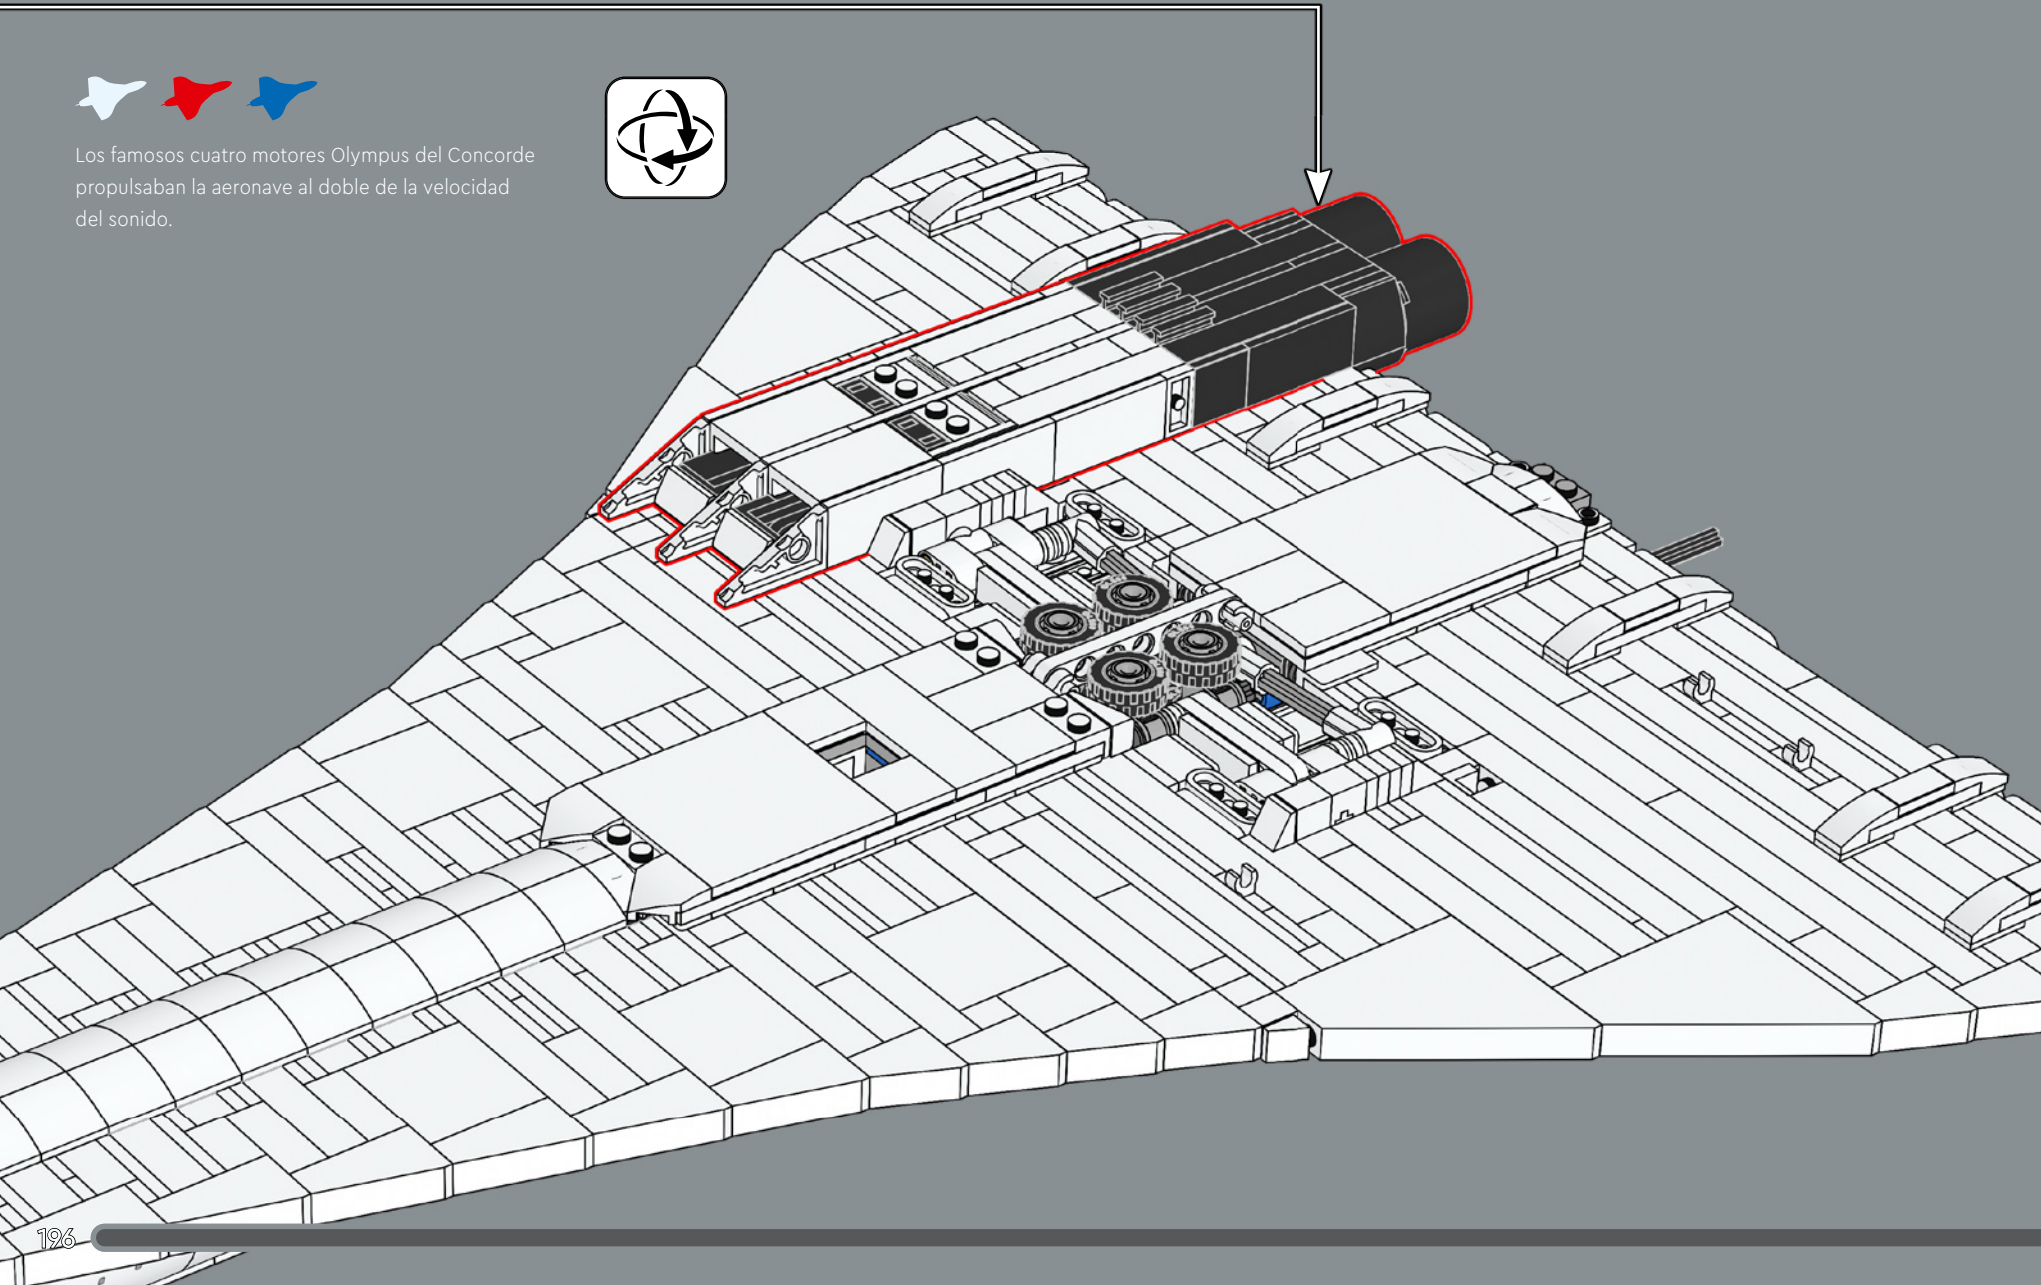 Los famosos cuatro motores Olympus del Concorde
propulsaban la aeronave al doble de la velocidad
del sonido.
196